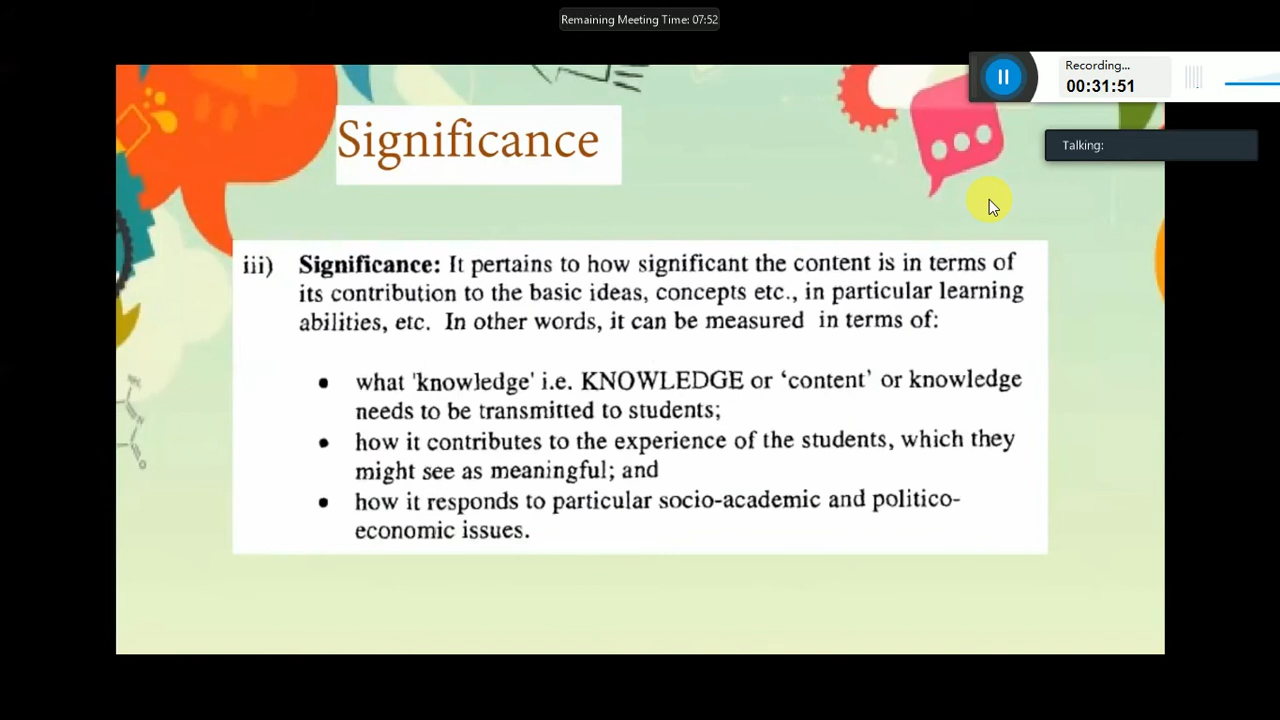 Remaining Meeting Time: 07:52
Recording...
00:31:51
Talking:
Significance
iii) Significance: It pertains to how significant the content is in terms of
its contribution to the basic ideas, concepts etc., in particular learning
abilities, etc. In other words, it can be measured in terms of:
• what 'knowledge' i.e. KNOWLEDGE or ‘content’ or knowledge
needs to be transmitted to students;
• how it contributes to the experience of the students, which they
might see as meaningful; and
• how it responds to particular socio-academic and politico-
economic issues.